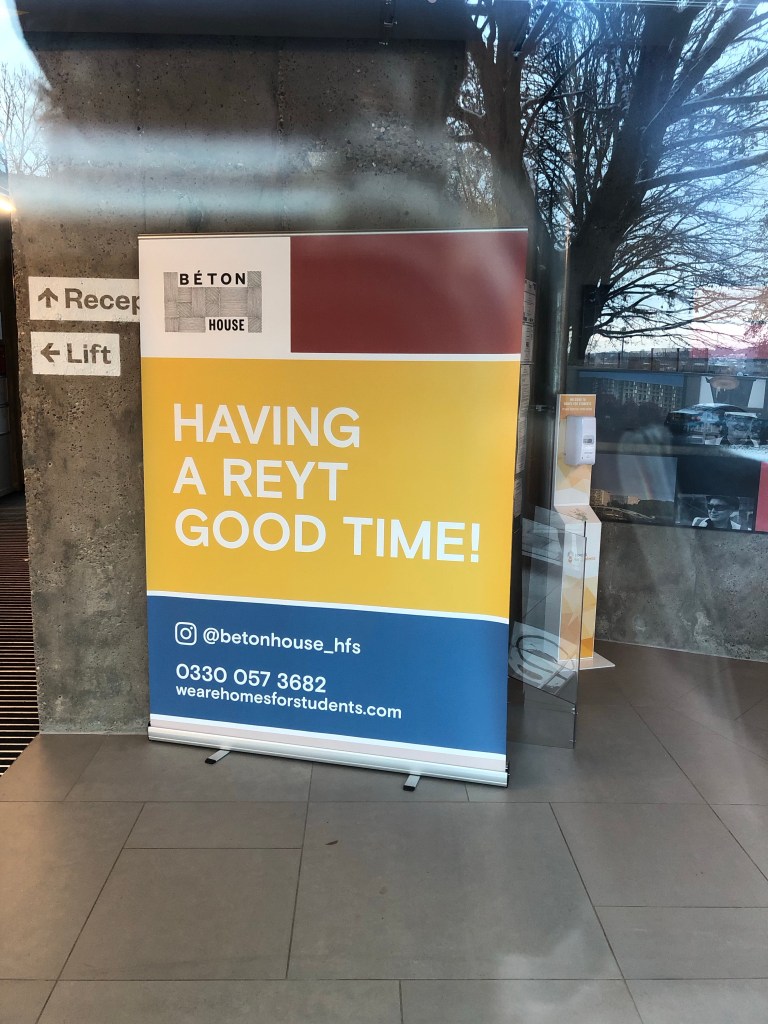 ↑ Recep
← Lift
BÉTON
HOUSE
HAVING
A REYT
GOOD TIME!
@betonhouse_hfs
0330 057 3682
wearehomesforstudents.com